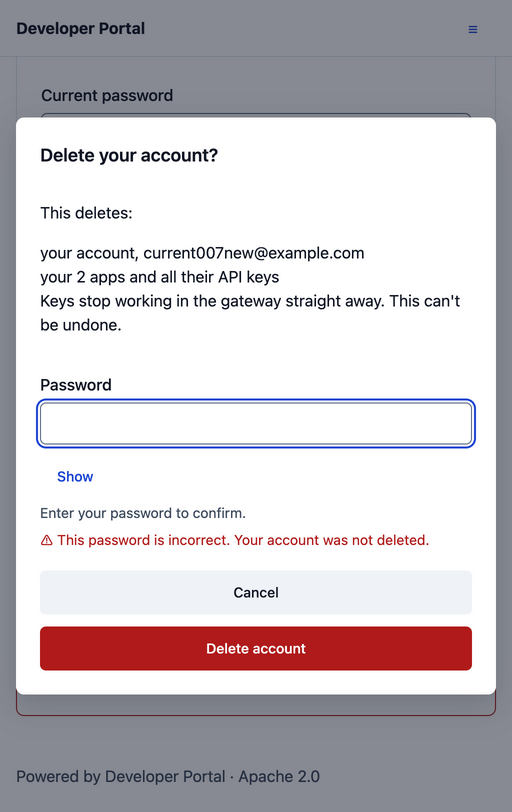 Developer Portal
Current password
Delete your account?
This deletes:
your account, current007new@example.com
your 2 apps and all their API keys
Keys stop working in the gateway straight away. This can't
be undone.
Password
Show
Enter your password to confirm.
This password is incorrect. Your account was not deleted.
Cancel
Delete account
Powered by Developer Portal · Apache 2.0